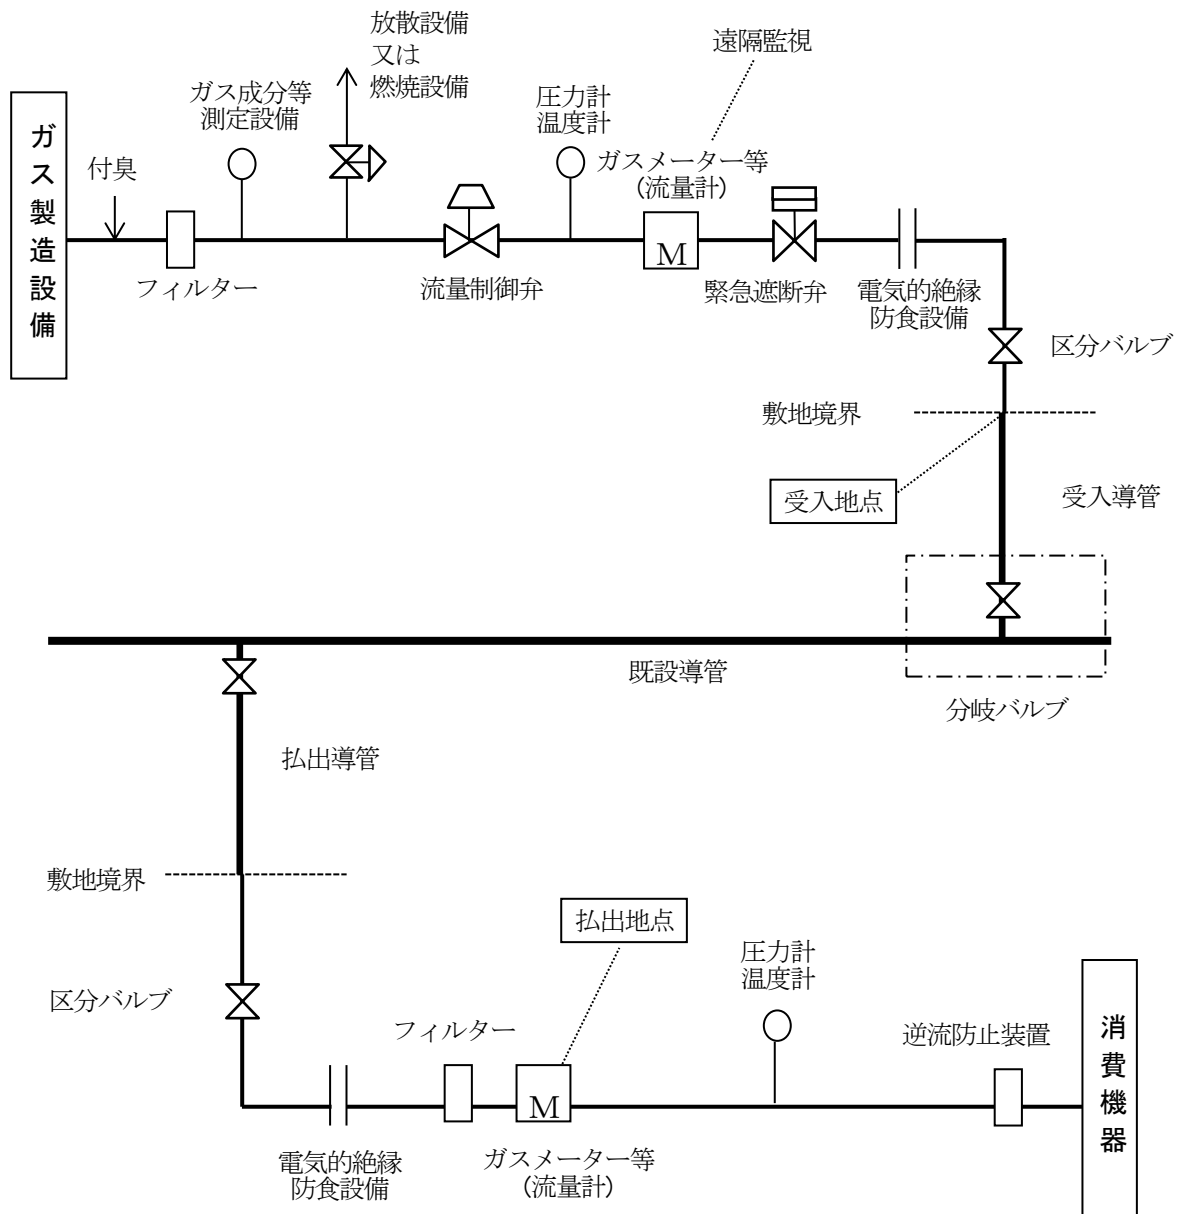 放散設備
又は
燃焼設備
遠隔監視
ガス成分等
測定設備
圧力計
温度計
ガス製造設備
付臭
ガスメーター等
(流量計)
M
フィルター
流量制御弁
緊急遮断弁
電気的絶縁
防食設備
区分バルブ
敷地境界
受入地点
受入導管
既設導管
分岐バルブ
払出導管
敷地境界
払出地点
圧力計
温度計
区分バルブ
フィルター
逆流防止装置
消費機器
M
電気的絶縁
防食設備
ガスメーター等
(流量計)